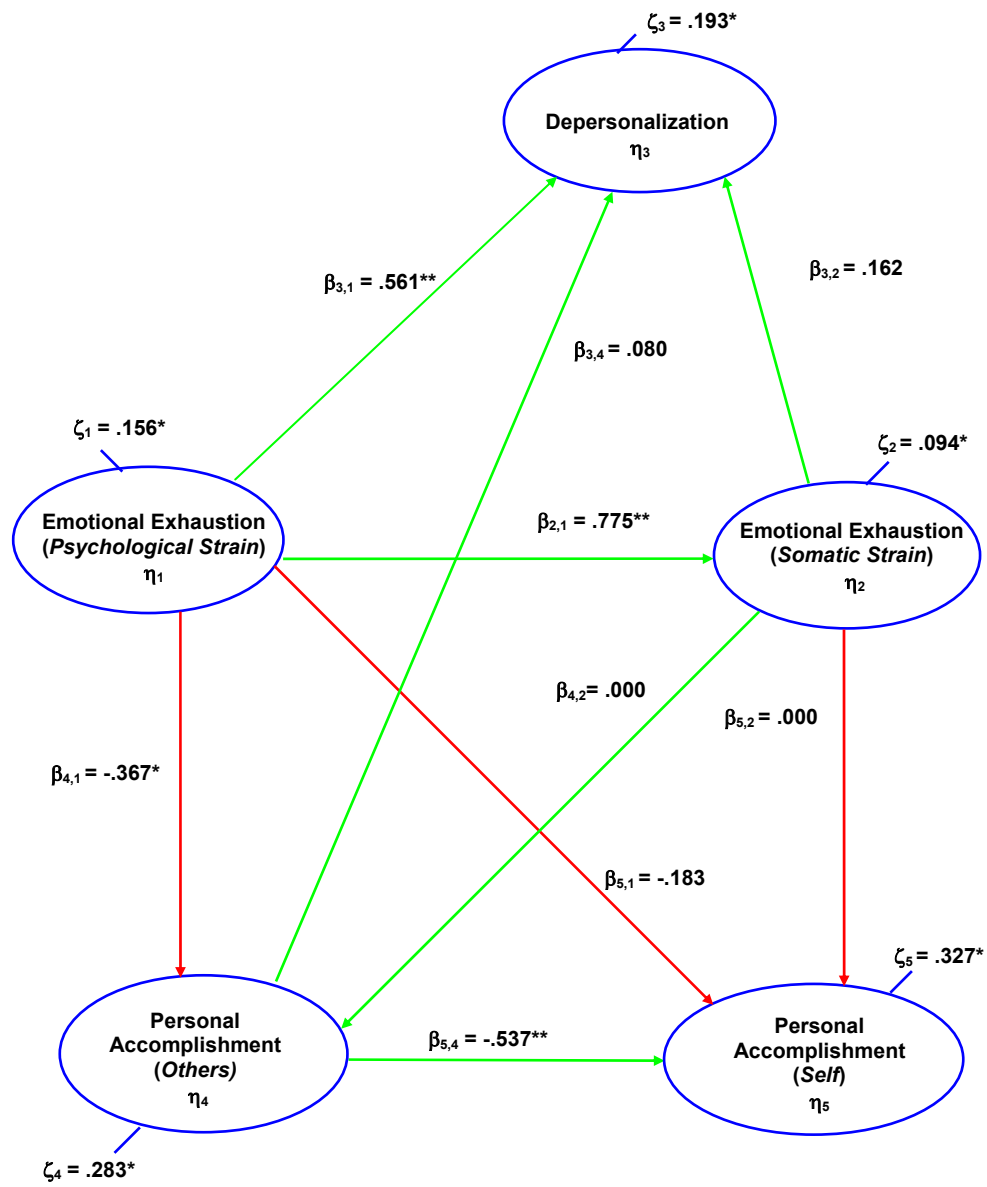 ζ₃ = .193*
Depersonalization
η₃
β₃,₁ = .561**
β₃,₂ = .162
β₃,₄ = .080
ζ₁ = .156*
ζ₂ = .094*
Emotional Exhaustion
(Psychological Strain)
η₁
β₂,₁ = .775**
Emotional Exhaustion
(Somatic Strain)
η₂
β₄,₂= .000
β₅,₂ = .000
β₄,₁ = -.367*
β₅,₁ = -.183
ζ₅ = .327*
Personal
Accomplishment
(Others)
η₄
β₅,₄ = -.537**
Personal
Accomplishment
(Self)
η₅
ζ₄ = .283*